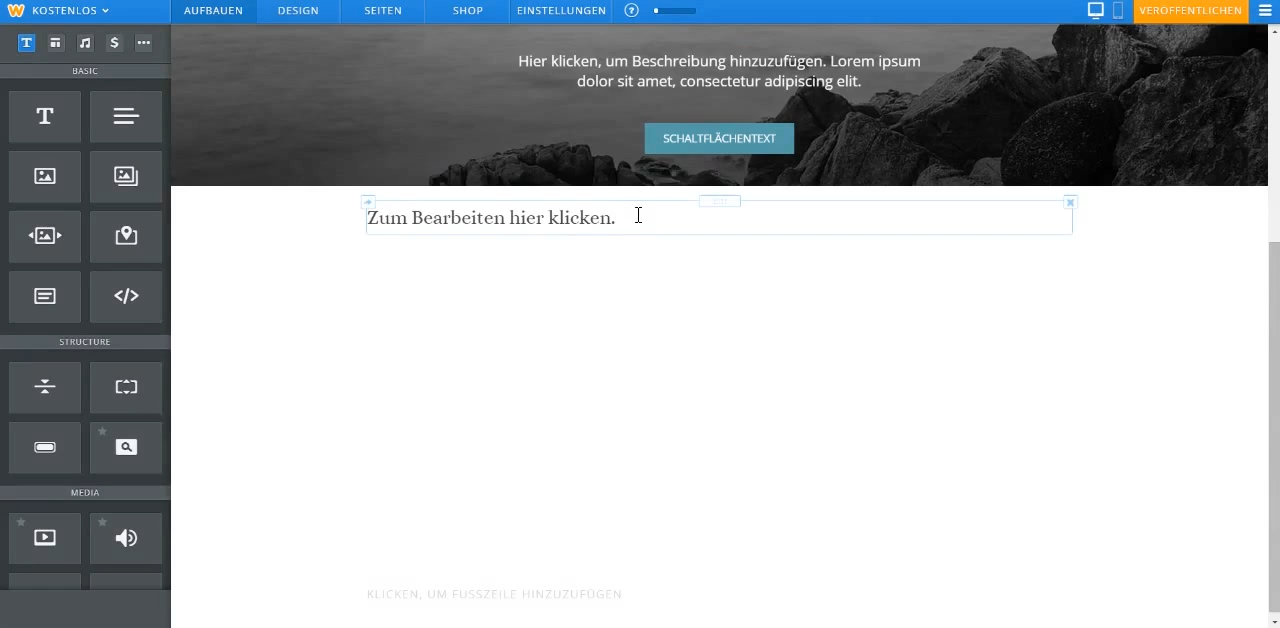 KOSTENLOS
AUFBAUEN
DESIGN
SEITEN
SHOP
EINSTELLUNGEN
?
VERÖFFENTLICHEN
T
$
BASIC
T
</>
STRUCTURE
MEDIA
Hier klicken, um Beschreibung hinzuzufügen. Lorem ipsum
dolor sit amet, consectetur adipiscing elit.
SCHALTFLÄCHENTEXT
Zum Bearbeiten hier klicken.
KLICKEN, UM FUSSZEILE HINZUZUFÜGEN